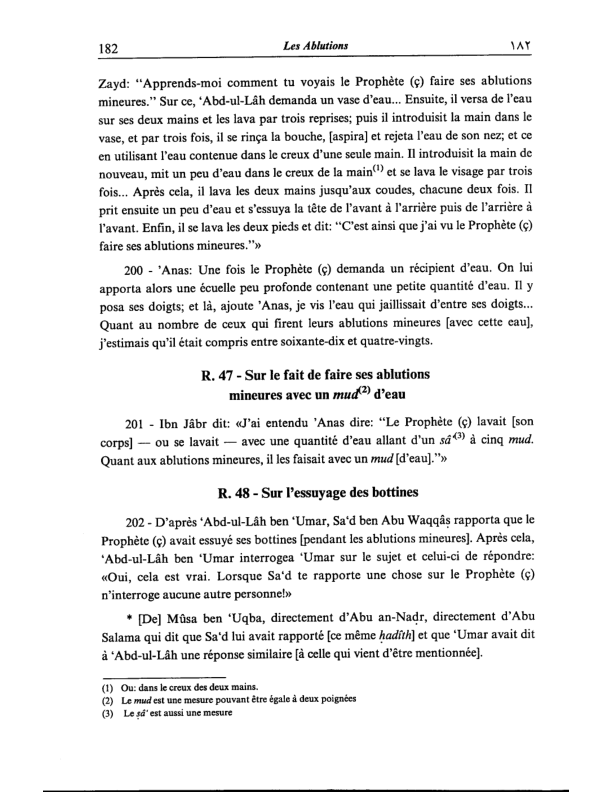 182
Les Ablutions
١٨٢
Zayd: “Apprends-moi comment tu voyais le Prophète (ç) faire ses ablutions
mineures.” Sur ce, ‘Abd-ul-Lâh demanda un vase d’eau... Ensuite, il versa de l’eau
sur ses deux mains et les lava par trois reprises; puis il introduisit la main dans le
vase, et par trois fois, il se rinça la bouche, [aspira] et rejeta l’eau de son nez; et ce
en utilisant l’eau contenue dans le creux d’une seule main. Il introduisit la main de
nouveau, mit un peu d’eau dans le creux de la main(1) et se lava le visage par trois
fois... Après cela, il lava les deux mains jusqu’aux coudes, chacune deux fois. Il
prit ensuite un peu d’eau et s’essuya la tête de l’avant à l’arrière puis de l’arrière à
l’avant. Enfin, il se lava les deux pieds et dit: “C’est ainsi que j’ai vu le Prophète (ç)
faire ses ablutions mineures.”»
200 - ’Anas: Une fois le Prophète (ç) demanda un récipient d’eau. On lui
apporta alors une écuelle peu profonde contenant une petite quantité d’eau. Il y
posa ses doigts; et là, ajoute ’Anas, je vis l’eau qui jaillissait d’entre ses doigts...
Quant au nombre de ceux qui firent leurs ablutions mineures [avec cette eau],
j’estimais qu’il était compris entre soixante-dix et quatre-vingts.
R. 47 - Sur le fait de faire ses ablutions
mineures avec un mud(2) d’eau
201 - Ibn Jâbr dit: «J’ai entendu ’Anas dire: “Le Prophète (ç) lavait [son
corps] — ou se lavait — avec une quantité d’eau allant d’un sâ‘(3) à cinq mud.
Quant aux ablutions mineures, il les faisait avec un mud [d’eau].”»
R. 48 - Sur l’essuyage des bottines
202 - D’après ‘Abd-ul-Lâh ben ‘Umar, Sa‘d ben Abu Waqqâṣ rapporta que le
Prophète (ç) avait essuyé ses bottines [pendant les ablutions mineures]. Après cela,
‘Abd-ul-Lâh ben ‘Umar interrogea ‘Umar sur le sujet et celui-ci de répondre:
«Oui, cela est vrai. Lorsque Sa‘d te rapporte une chose sur le Prophète (ç)
n’interroge aucune autre personne!»
* [De] Mûsa ben ‘Uqba, directement d’Abu an-Naḍr, directement d’Abu
Salama qui dit que Sa‘d lui avait rapporté [ce même ḥadîth] et que ‘Umar avait dit
à ‘Abd-ul-Lâh une réponse similaire [à celle qui vient d’être mentionnée].
(1) Ou: dans le creux des deux mains.
(2) Le mud est une mesure pouvant être égale à deux poignées
(3) Le ṣâ‘ est aussi une mesure